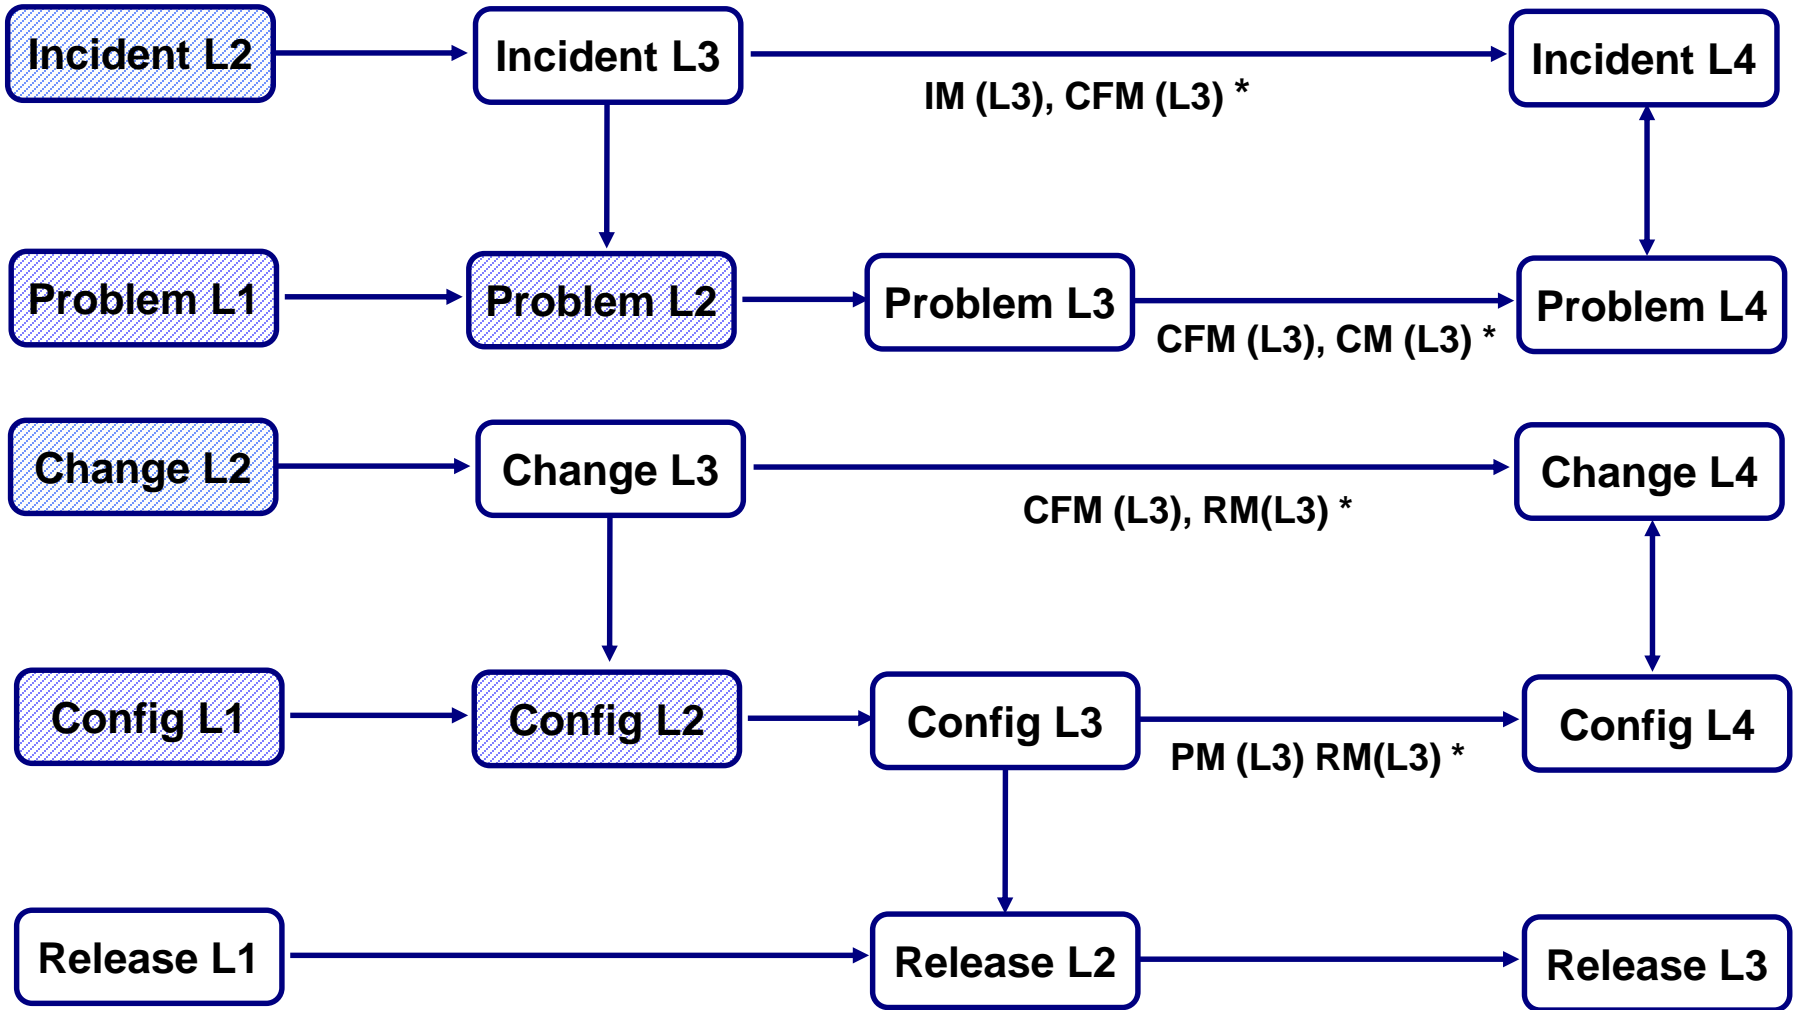 Incident L2
Incident L3
Incident L4
IM (L3), CFM (L3) *
Problem L1
Problem L2
Problem L3
Problem L4
CFM (L3), CM (L3) *
Change L2
Change L3
Change L4
CFM (L3), RM(L3) *
Config L1
Config L2
Config L3
Config L4
PM (L3) RM(L3) *
Release L1
Release L2
Release L3